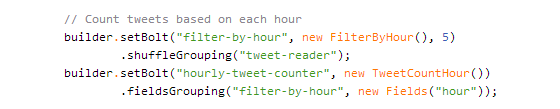 // Count tweets based on each hour
builder.setBolt("filter-by-hour", new FilterByHour(), 5)
.shuffleGrouping("tweet-reader");
builder.setBolt("hourly-tweet-counter", new TweetCountHour())
.fieldsGrouping("filter-by-hour", new Fields("hour"));